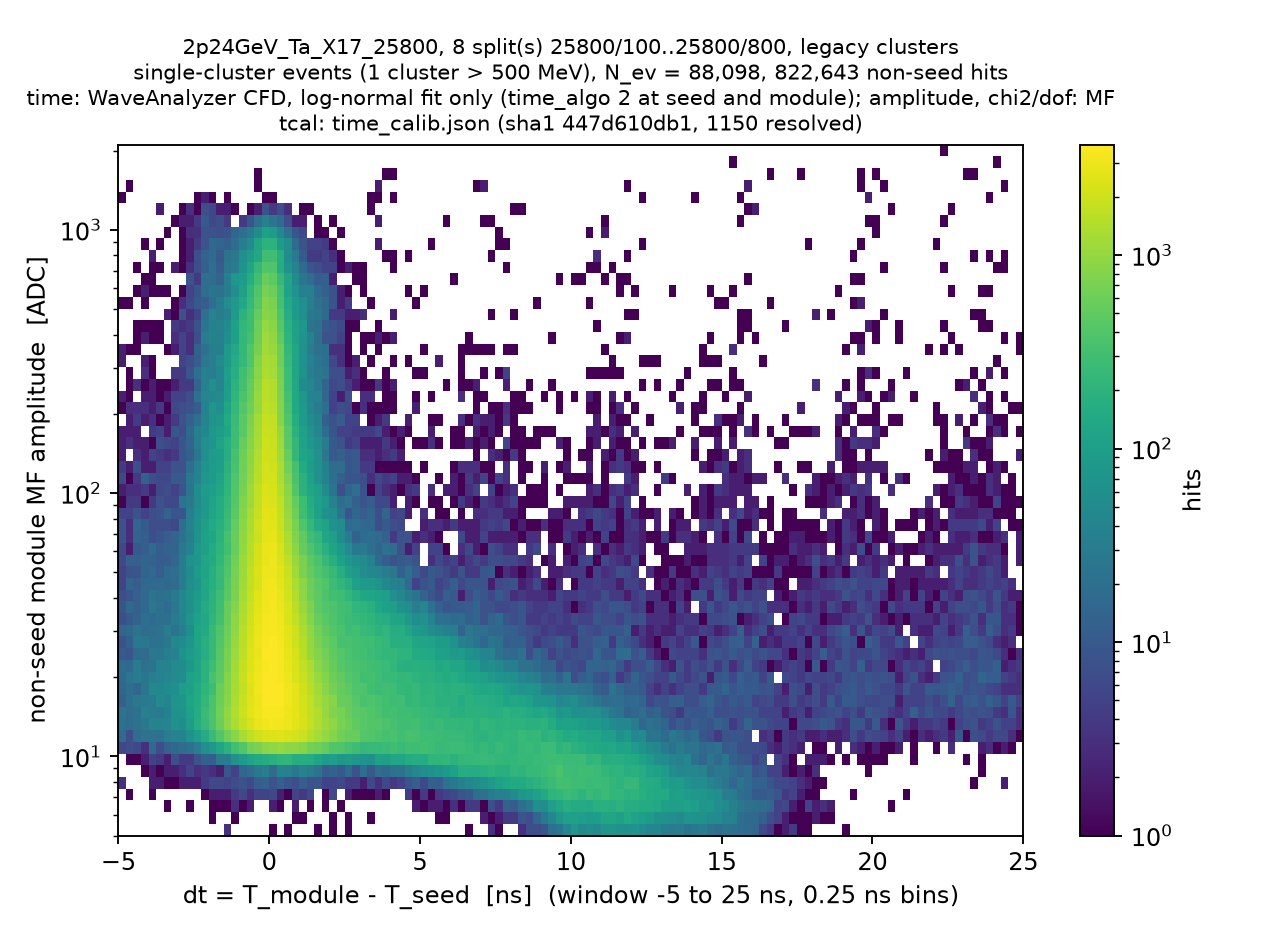 2p24GeV_Ta_X17_25800, 8 split(s) 25800/100..25800/800, legacy clusters
single-cluster events (1 cluster > 500 MeV), N_ev = 88,098, 822,643 non-seed hits
time: WaveAnalyzer CFD, log-normal fit only (time_algo 2 at seed and module); amplitude, chi2/dof: MF
tcal: time_calib.json (sha1 447d610db1, 1150 resolved)
non-seed module MF amplitude [ADC]
10³
10²
10¹
−5 0 5 10 15 20 25
dt = T_module - T_seed [ns] (window -5 to 25 ns, 0.25 ns bins)
10³
10²
10¹
10⁰
hits